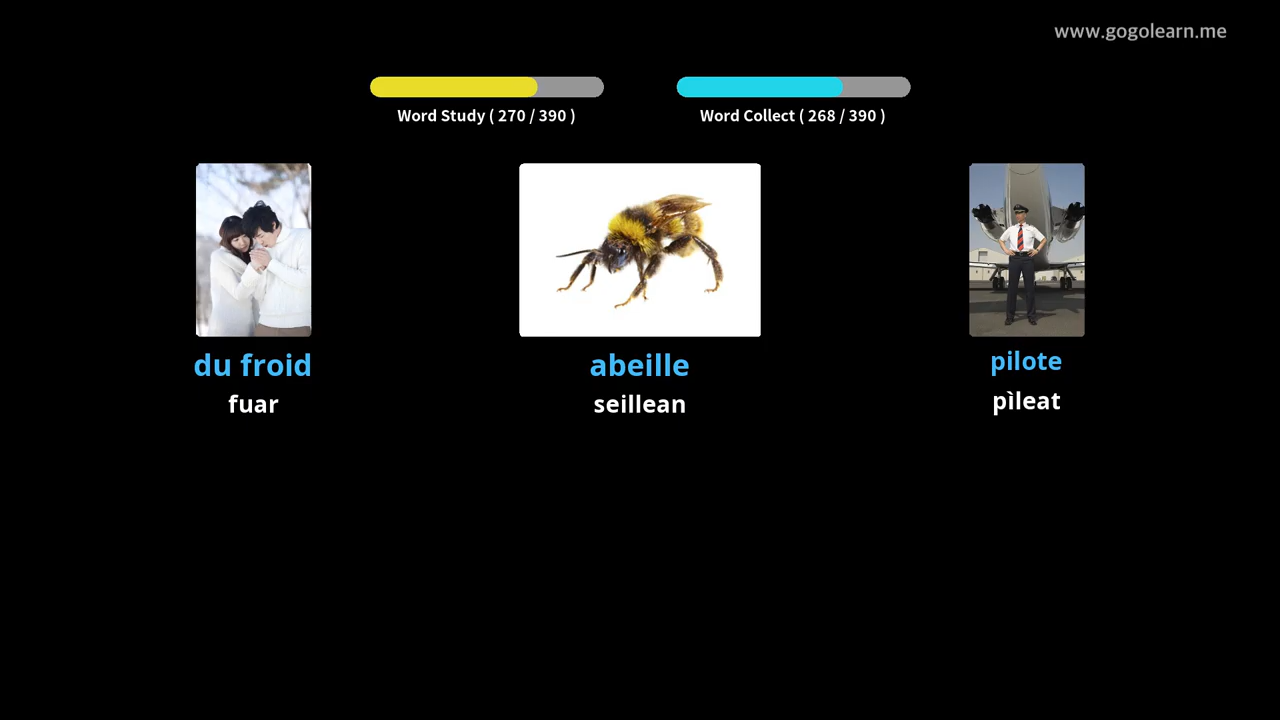 www.gogolearn.me
Word Study ( 270 / 390 )
Word Collect ( 268 / 390 )
du froid
fuar
abeille
seillean
pilote
pìleat